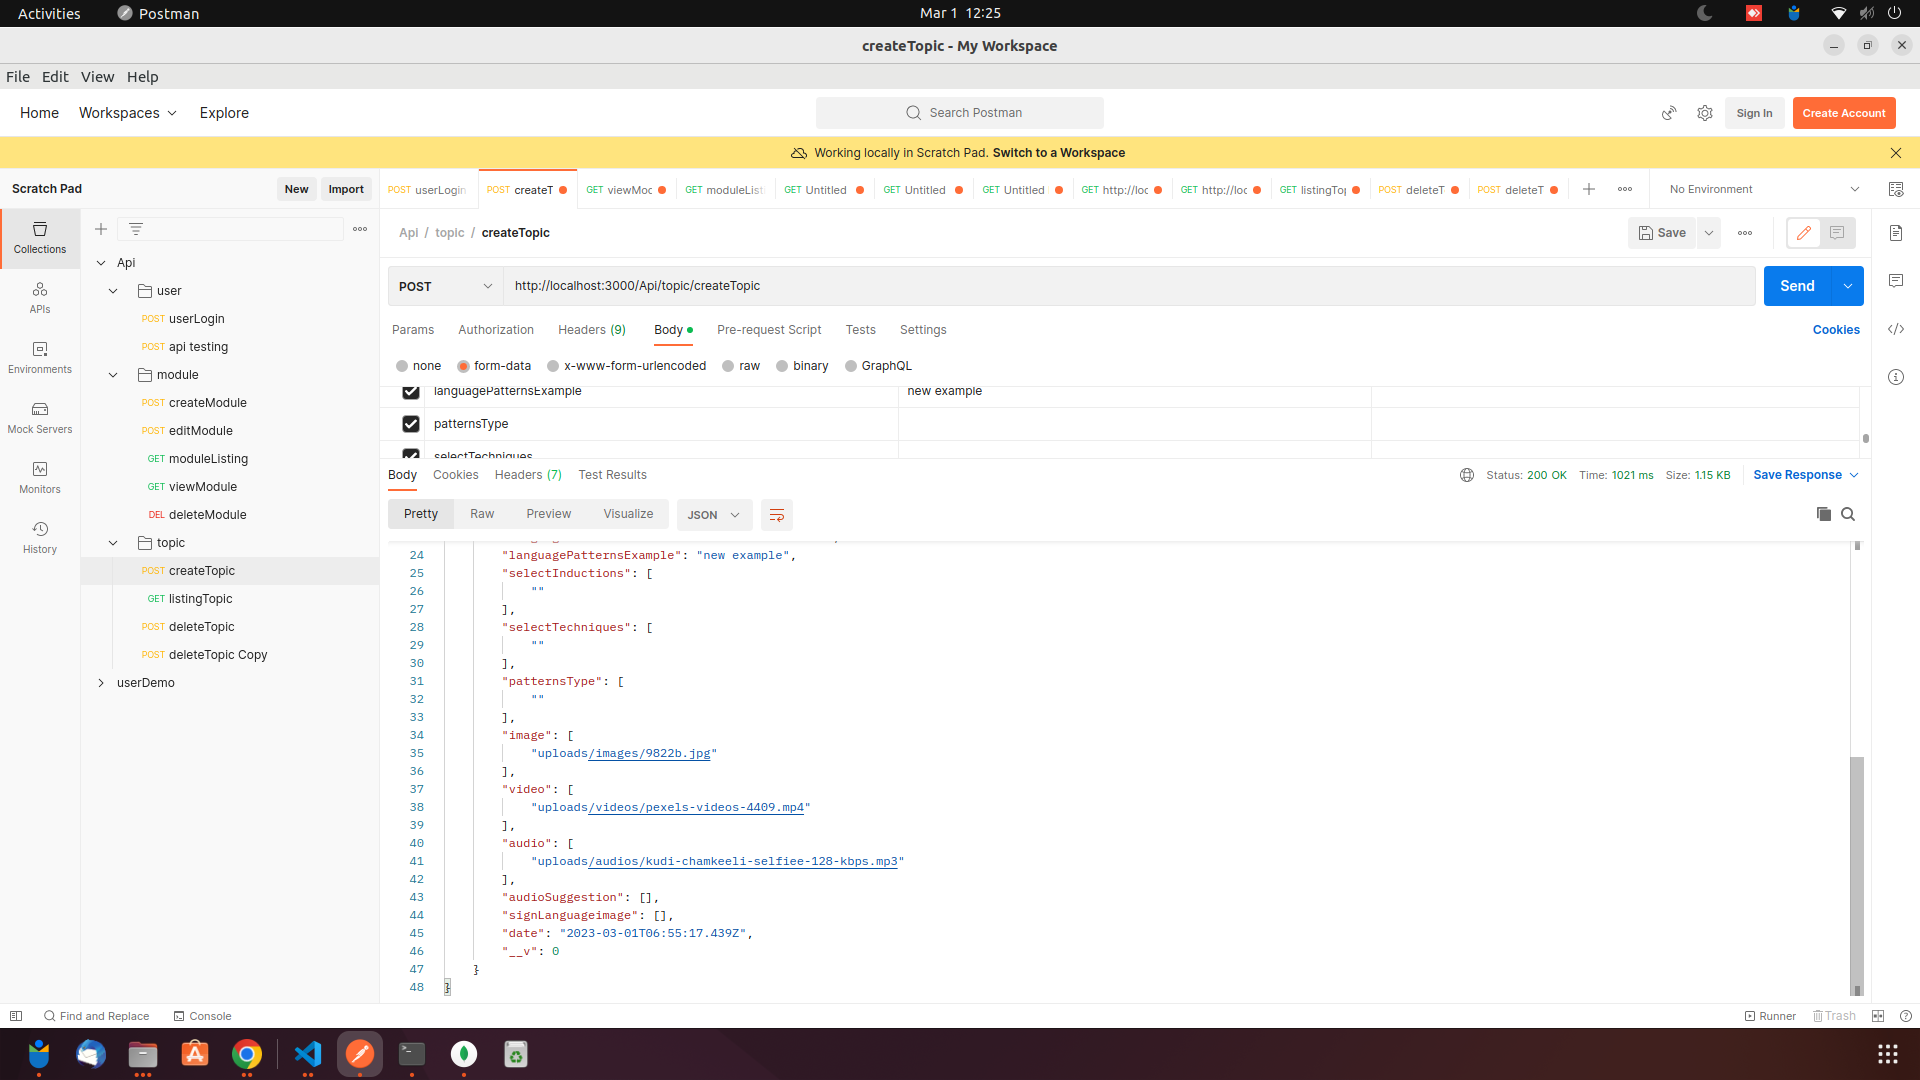 Activities
Postman
Mar 1 12:25
createTopic - My Workspace
File Edit View Help
Home Workspaces Explore
Search Postman
Sign In
Create Account
Working locally in Scratch Pad. Switch to a Workspace
Scratch Pad
New
Import
POST userLogin
POST createT
GET viewMoc
GET moduleList
GET Untitled
GET Untitled
GET Untitled
GET http://loc
GET http://loc
GET listingTop
POST deleteT
POST deleteT
No Environment
Collections
APIs
Environments
Mock Servers
Monitors
History
Api
user
POST userLogin
POST api testing
module
POST createModule
POST editModule
GET moduleListing
GET viewModule
DEL deleteModule
topic
POST createTopic
GET listingTopic
POST deleteTopic
POST deleteTopic Copy
userDemo
Api / topic / createTopic
Save
POST
http://localhost:3000/Api/topic/createTopic
Send
Params Authorization Headers (9) Body Pre-request Script Tests Settings
Cookies
none form-data x-www-form-urlencoded raw binary GraphQL
languagePatternsExample new example
patternsType
selectTechniques
Body Cookies Headers (7) Test Results
Status: 200 OK Time: 1021 ms Size: 1.15 KB
Save Response
Pretty Raw Preview Visualize JSON
24 "languagePatternsExample": "new example",
25 "selectInductions": [
26 ""
27 ],
28 "selectTechniques": [
29 ""
30 ],
31 "patternsType": [
32 ""
33 ],
34 "image": [
35 "uploads/images/9822b.jpg"
36 ],
37 "video": [
38 "uploads/videos/pexels-videos-4409.mp4"
39 ],
40 "audio": [
41 "uploads/audios/kudi-chamkeeli-selfiee-128-kbps.mp3"
42 ],
43 "audioSuggestion": [],
44 "signLanguageimage": [],
45 "date": "2023-03-01T06:55:17.439Z",
46 "__v": 0
47 }
48 }
Find and Replace
Console
Runner
Trash